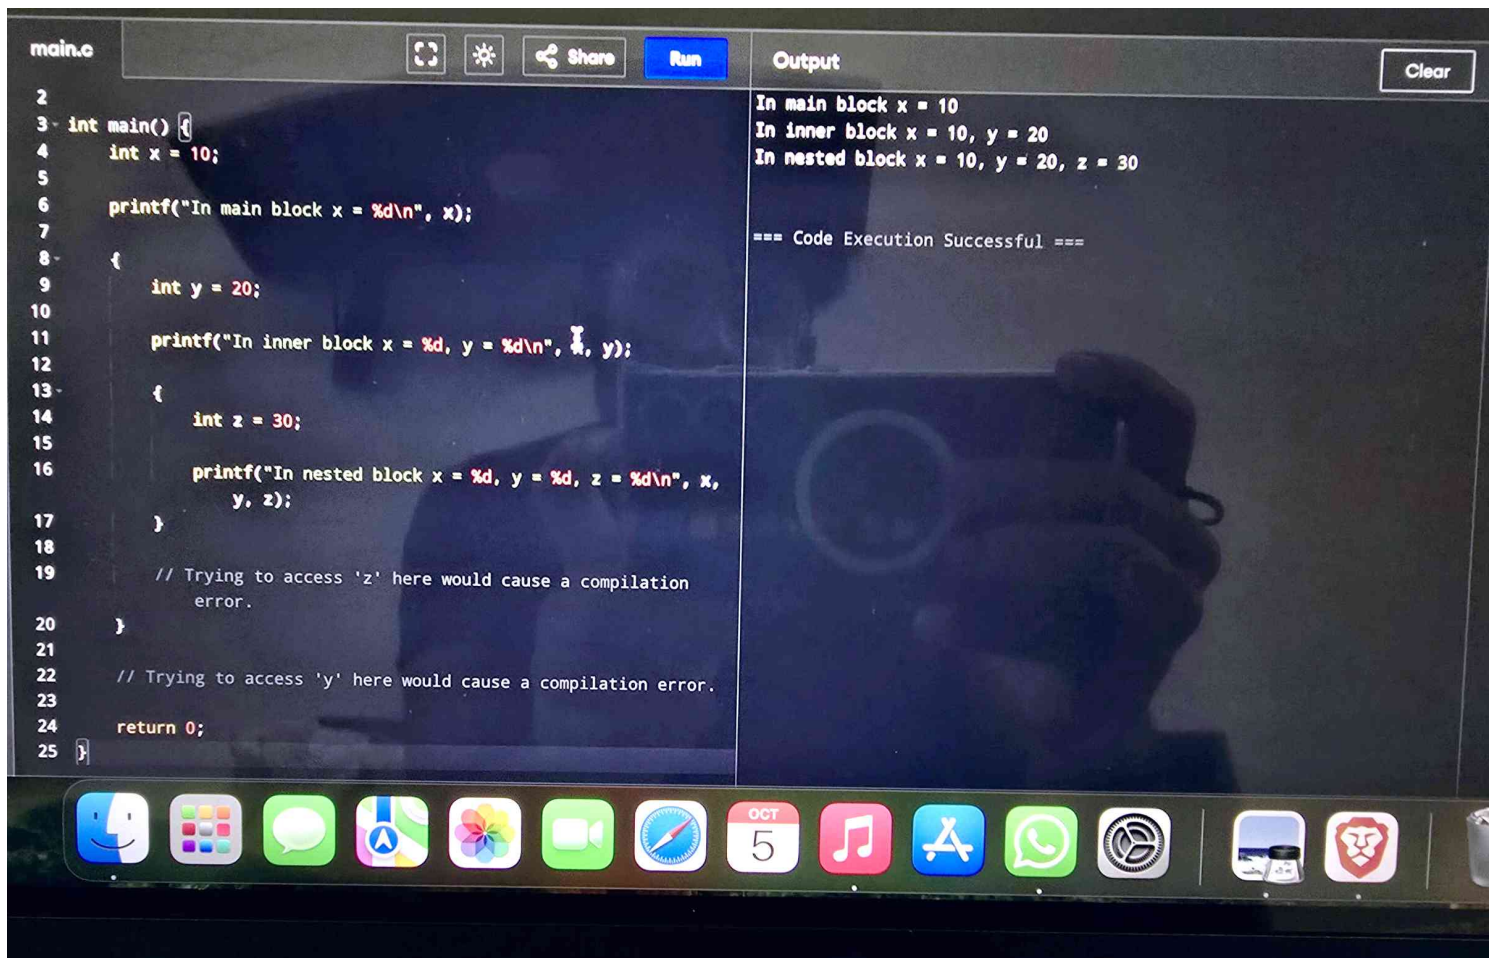 main.c
Share
Run
Output
Clear
2
3 int main() {
4 int x = 10;
5
6 printf("In main block x = %d\n", x);
7
8 {
9 int y = 20;
10
11 printf("In inner block x = %d, y = %d\n", x, y);
12
13 {
14 int z = 30;
15
16 printf("In nested block x = %d, y = %d, z = %d\n", x,
y, z);
17 }
18
19 // Trying to access 'z' here would cause a compilation
error.
20 }
21
22 // Trying to access 'y' here would cause a compilation error.
23
24 return 0;
25 }
In main block x = 10
In inner block x = 10, y = 20
In nested block x = 10, y = 20, z = 30
=== Code Execution Successful ===
OCT
5